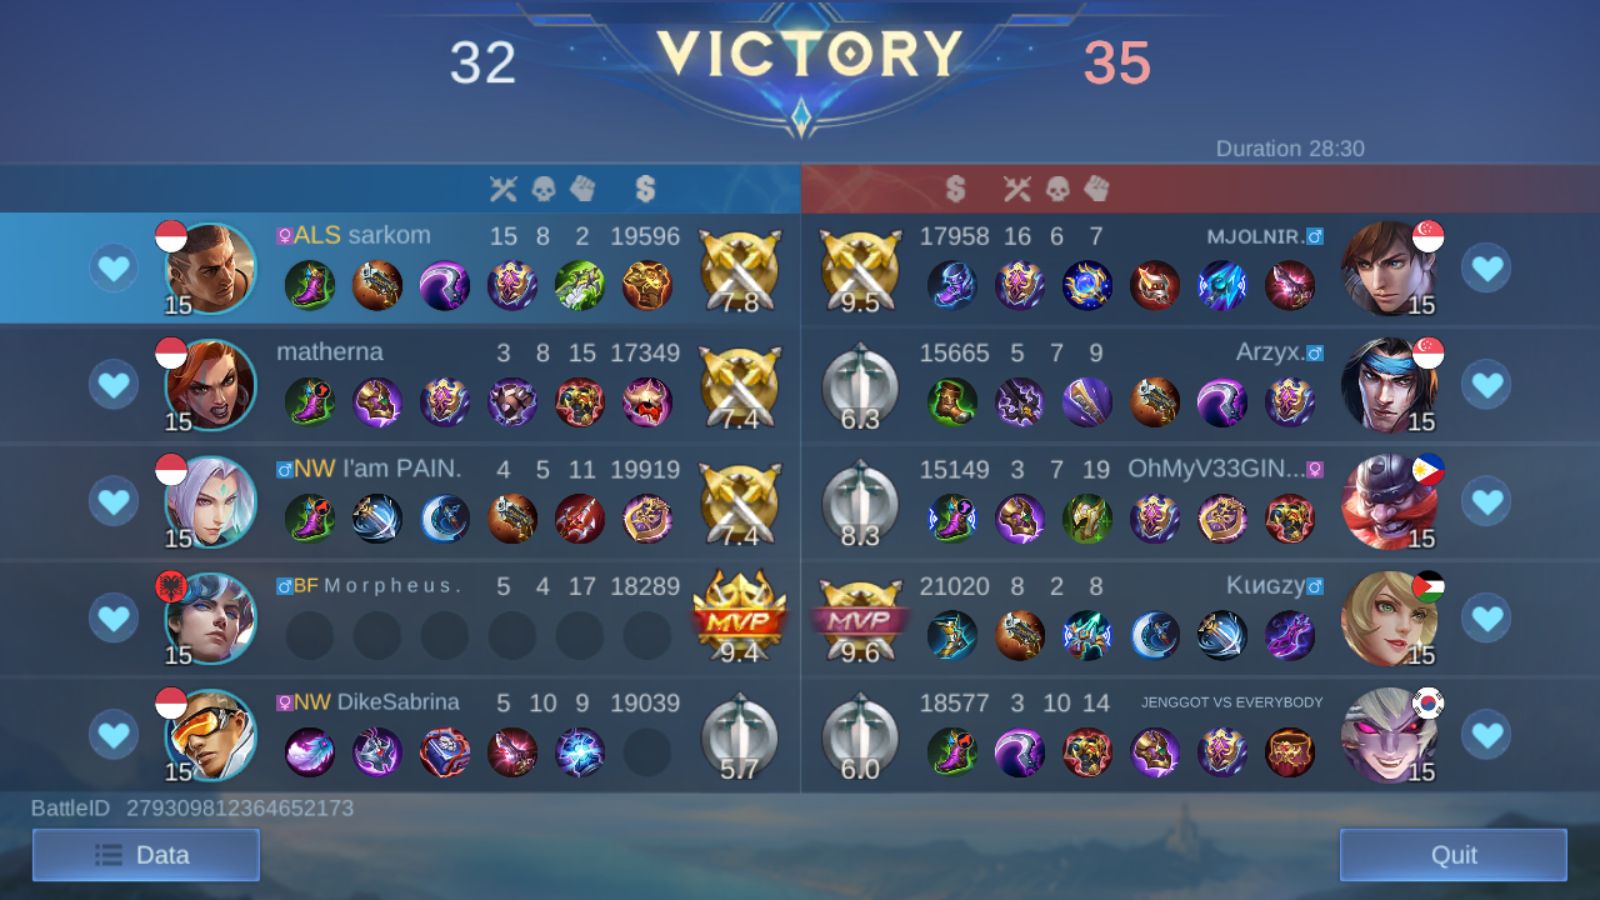 32 VICTORY 35
Duration 28:30
ALS sarkom 15 8 2 19596
15 7.8
17958 16 6 7 MJOLNIR.
9.5 15
matherna 3 8 15 17349
15 7.4
15665 5 7 9 Arzyx.
6.3 15
NW I'am PAIN. 4 5 11 19919
15 7.4
15149 3 7 19 OhMyV33GIN...
8.3 15
BF Morpheus. 5 4 17 18289
MVP
15 9.4
21020 8 2 8 Kɩᴎɢzy
MVP
9.6 15
NW DikeSabrina 5 10 9 19039
15 5.7
18577 3 10 14 JENGGOT VS EVERYBODY
6.0 15
BattleID 279309812364652173
Data
Quit